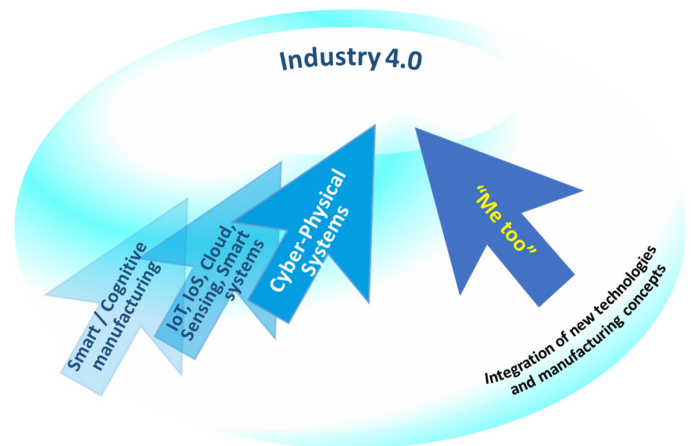 Industry 4.0
Smart / Cognitive
manufacturing
IoT, IoS, Cloud,
Sensing, Smart
systems
Cyber-Physical
Systems
“Me too”
Integration of new technologies
and manufacturing concepts